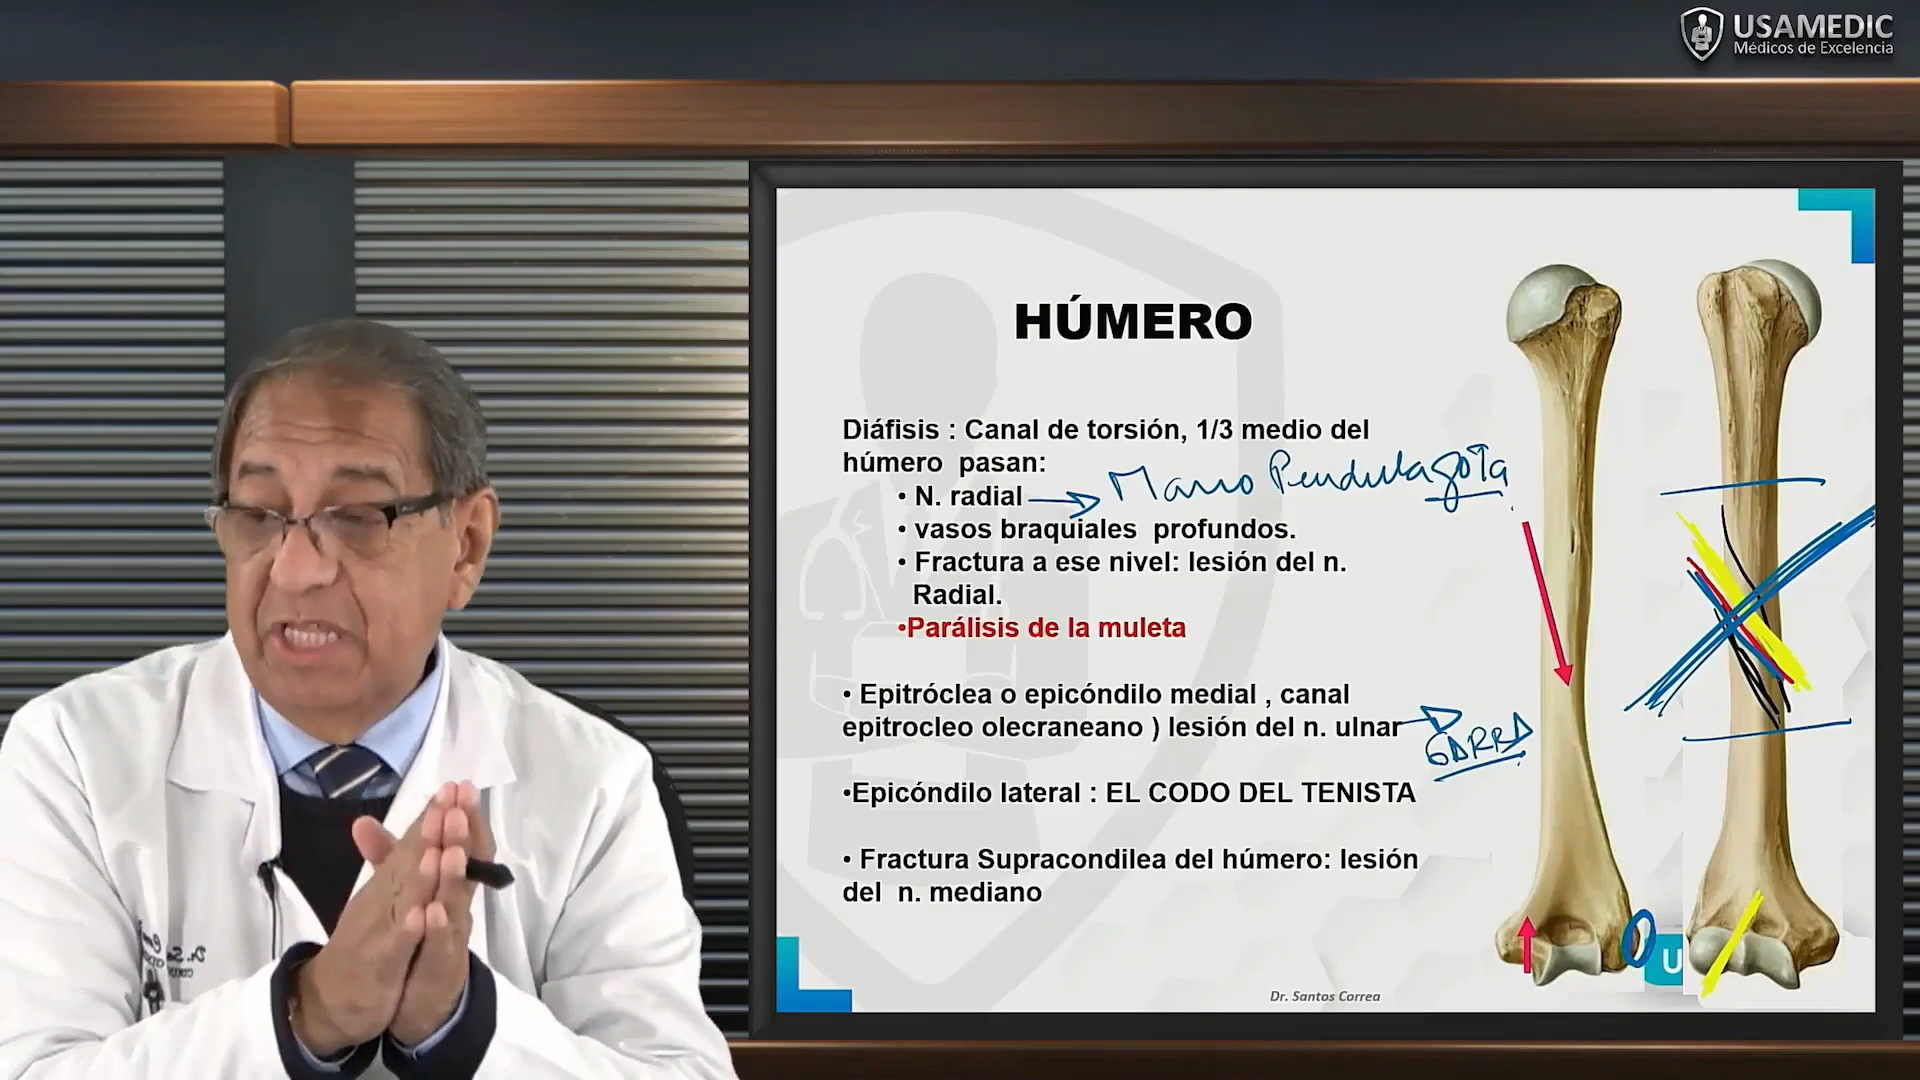 USAMEDIC
Médicos de Excelencia
HÚMERO
Diáfisis : Canal de torsión, 1/3 medio del
húmero pasan:
• N. radial → Mano Pendula gota
• vasos braquiales profundos.
• Fractura a ese nivel: lesión del n.
Radial.
•Parálisis de la muleta
• Epitróclea o epicóndilo medial , canal
epitrocleo olecraneano ) lesión del n. ulnar → GARRA
•Epicóndilo lateral : EL CODO DEL TENISTA
• Fractura Supracondilea del húmero: lesión
del n. mediano
U
Dr. Santos Correa